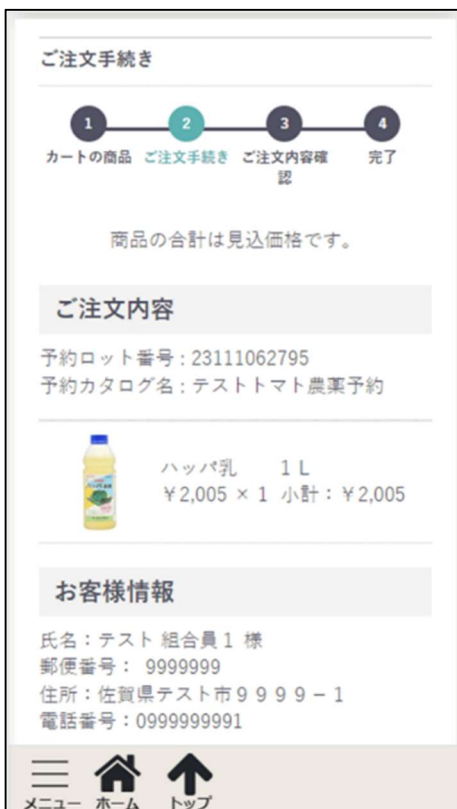 ご注文手続き
1 2 3 4
カートの商品 ご注文手続き ご注文内容確認 完了
商品の合計は見込価格です。
ご注文内容
予約ロット番号：23111062795
予約カタログ名：テストトマト農薬予約
ハッパ乳　　１Ｌ
￥2,005 × 1 小計：￥2,005
お客様情報
氏名：テスト 組合員１ 様
郵便番号： 9999999
住所：佐賀県テスト市９９９９－１
電話番号：0999999991
メニュー ホーム トップ